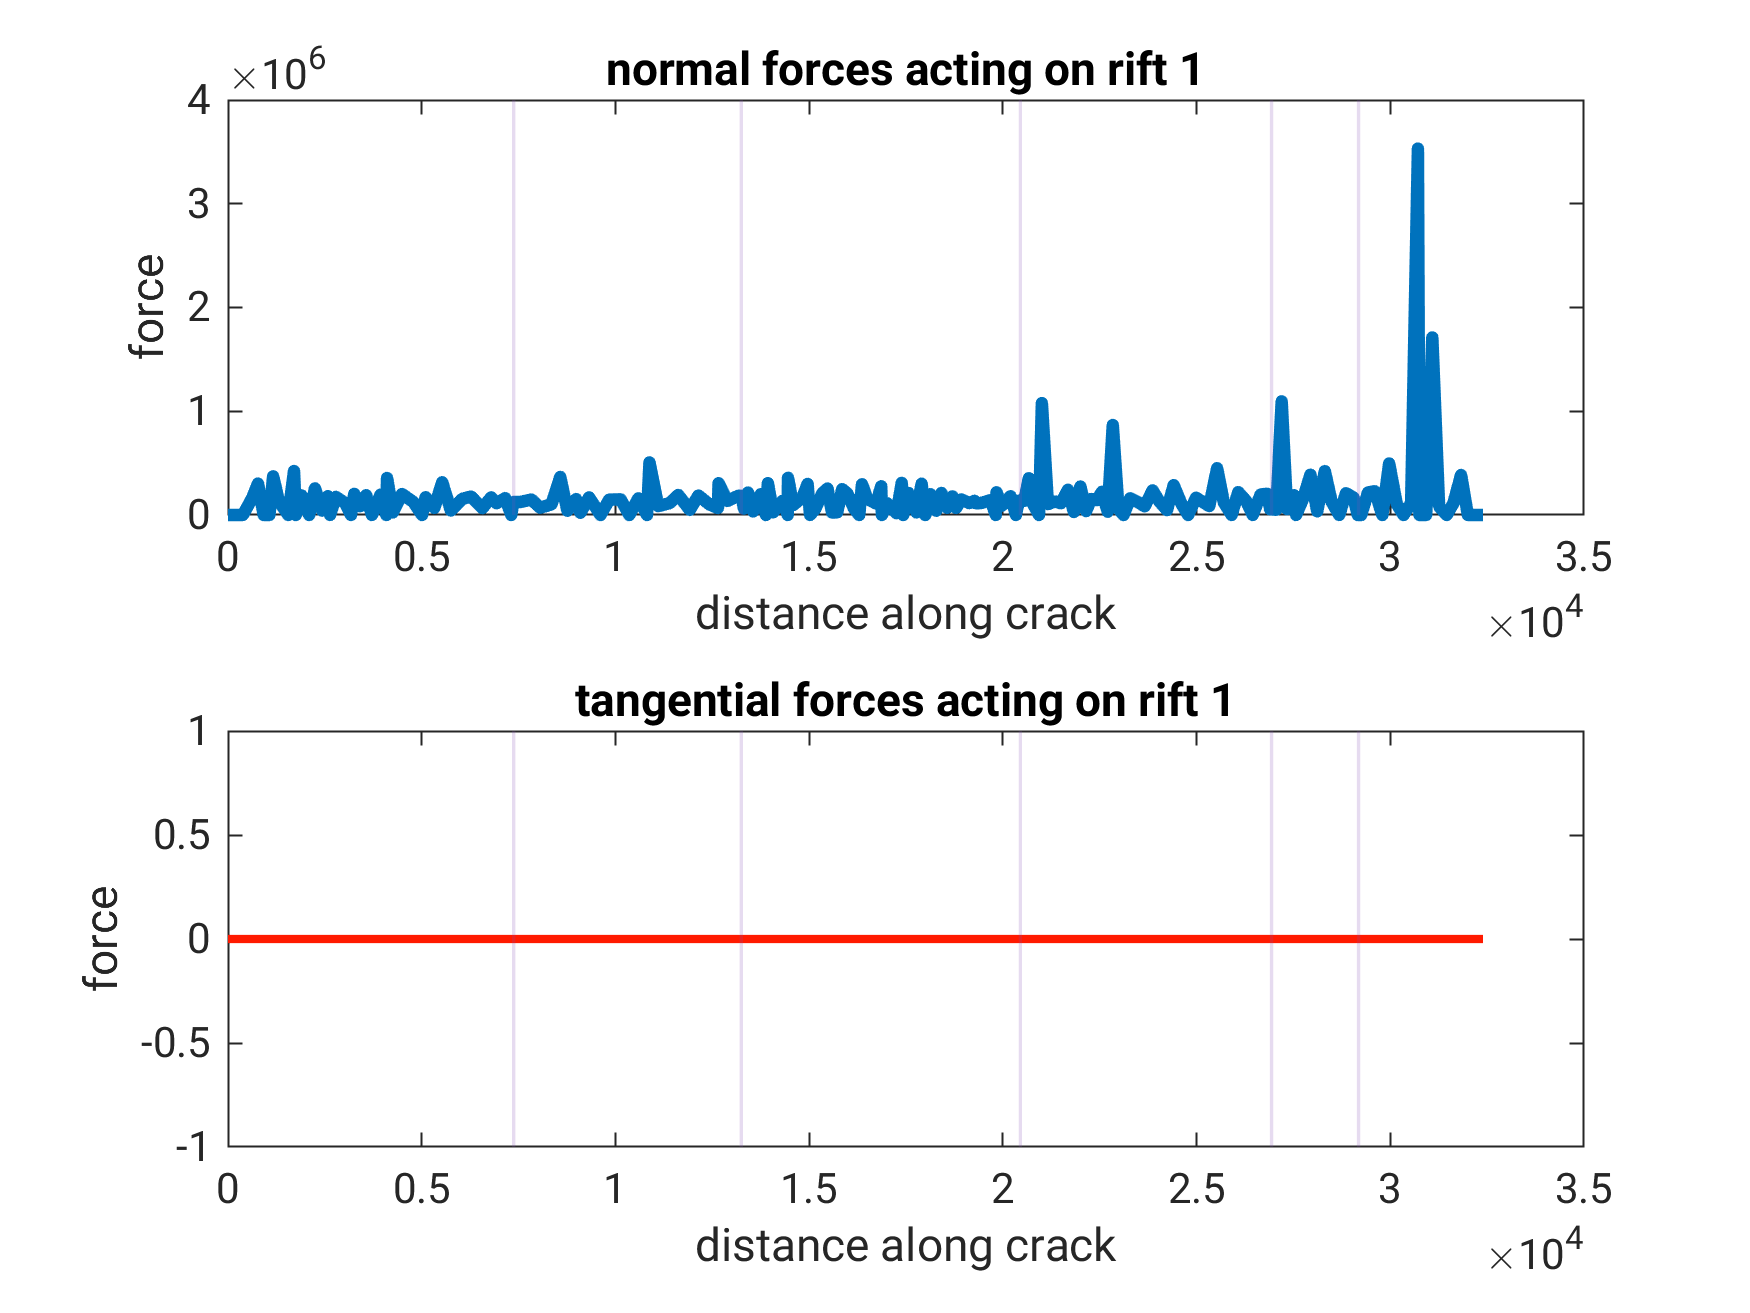 ×10⁶
normal forces acting on rift 1
4
3
2
1
0
force
0 0.5 1 1.5 2 2.5 3 3.5
distance along crack
×10⁴
tangential forces acting on rift 1
1
0.5
0
-0.5
-1
force
0 0.5 1 1.5 2 2.5 3 3.5
distance along crack
×10⁴